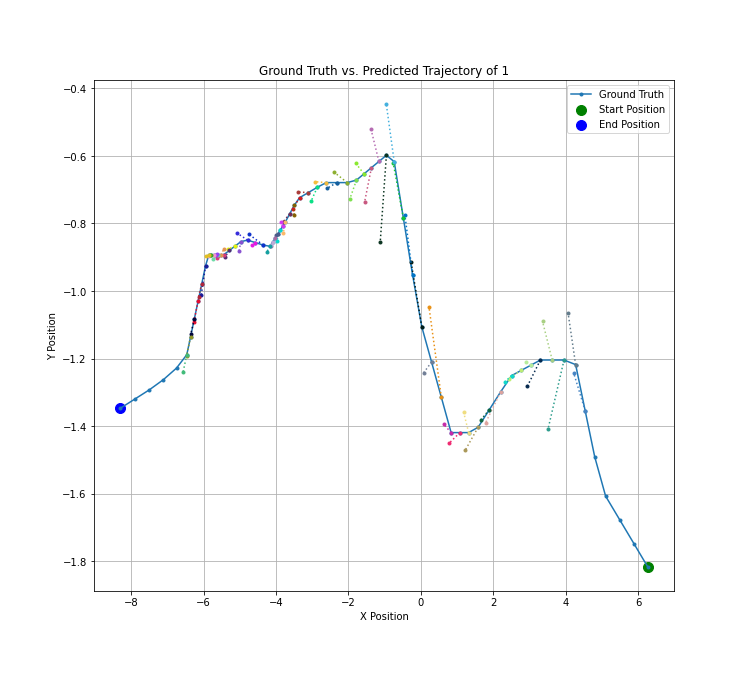 Ground Truth vs. Predicted Trajectory of 1
Ground Truth
Start Position
End Position
−0.4
−0.6
−0.8
−1.0
−1.2
−1.4
−1.6
−1.8
Y Position
−8 −6 −4 −2 0 2 4 6
X Position